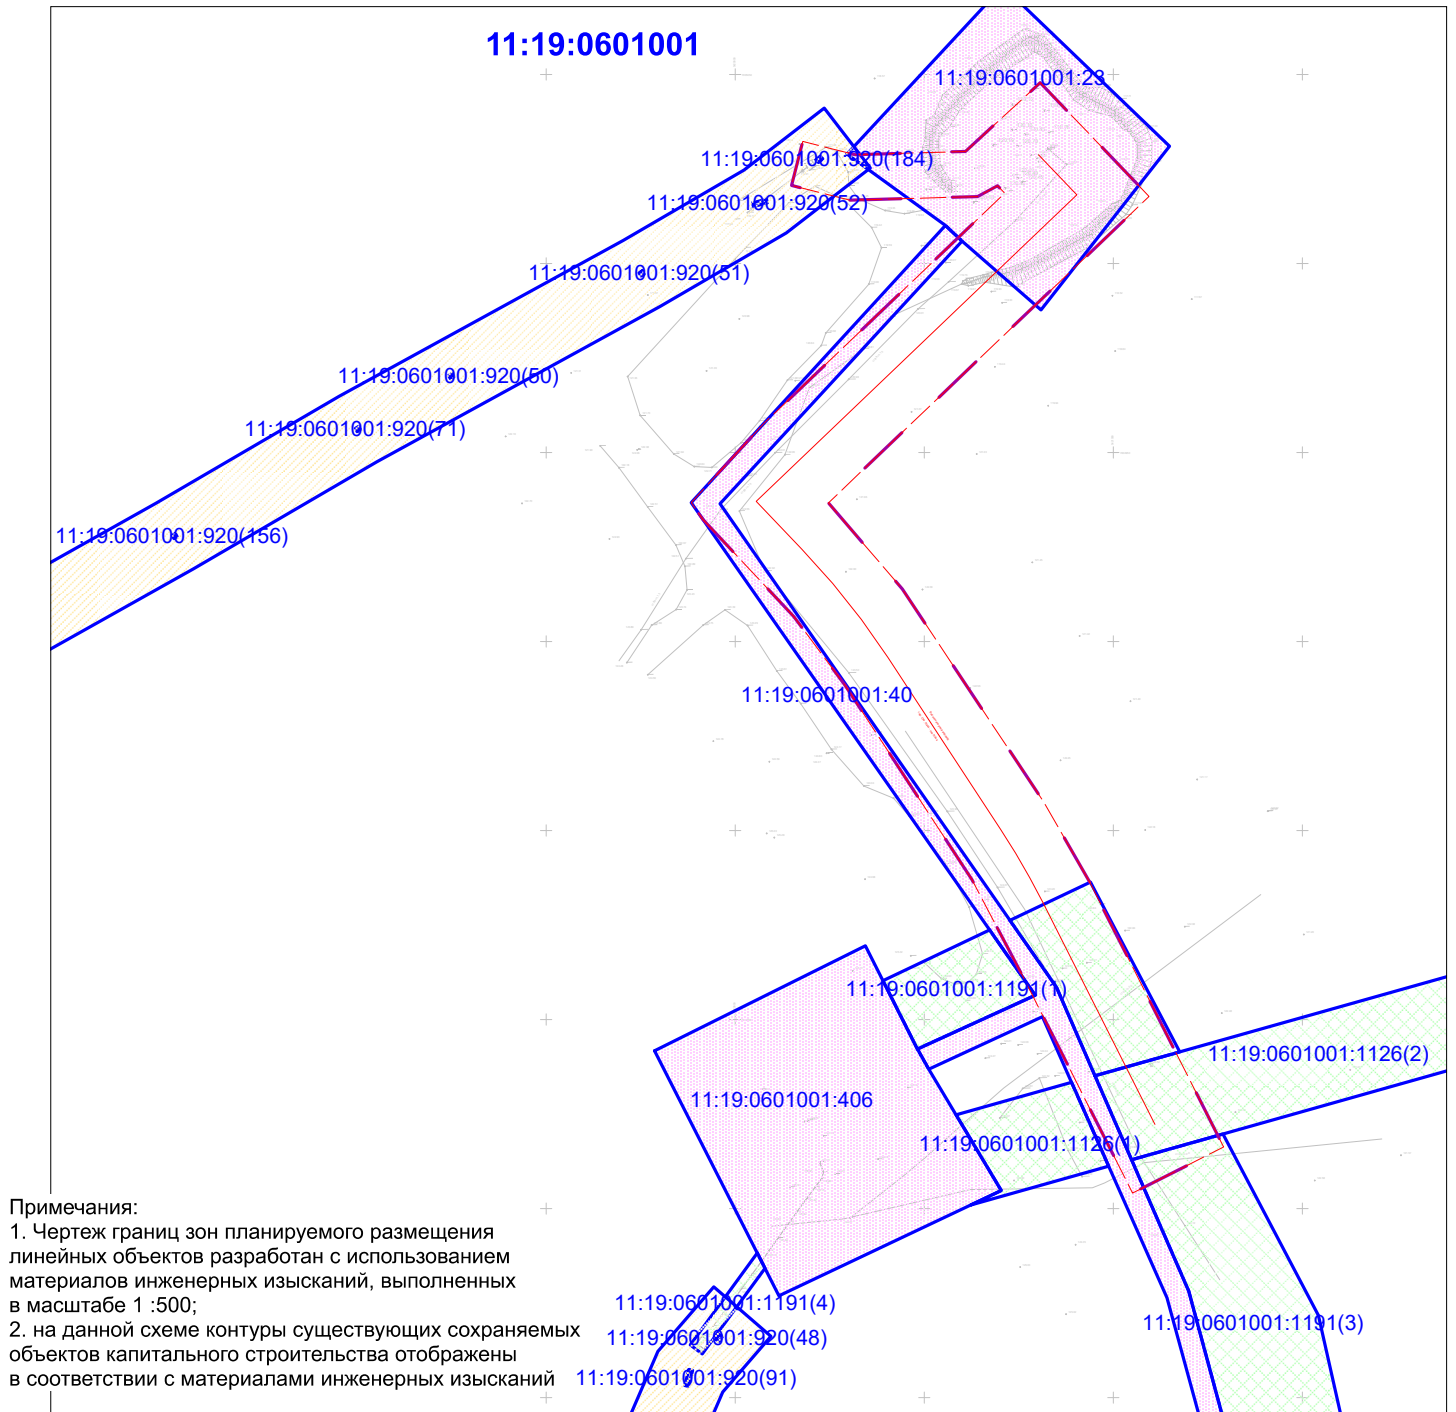 11:19:0601001
11:19:0601001:23
11:19:0601001:920(184)
11:19:0601001:920(52)
11:19:0601001:920(51)
11:19:0601001:920(50)
11:19:0601001:920(71)
11:19:0601001:920(156)
11:19:0601001:40
11:19:0601001:1191(1)
11:19:0601001:1126(2)
11:19:0601001:406
11:19:0601001:1126(1)
Примечания:
1. Чертеж границ зон планируемого размещения
линейных объектов разработан с использованием
материалов инженерных изысканий, выполненных
в масштабе 1 :500;
2. на данной схеме контуры существующих сохраняемых
объектов капитального строительства отображены
в соответствии с материалами инженерных изысканий
11:19:0601001:1191(4)
11:19:0601001:1191(3)
11:19:0601001:920(48)
11:19:0601001:920(91)